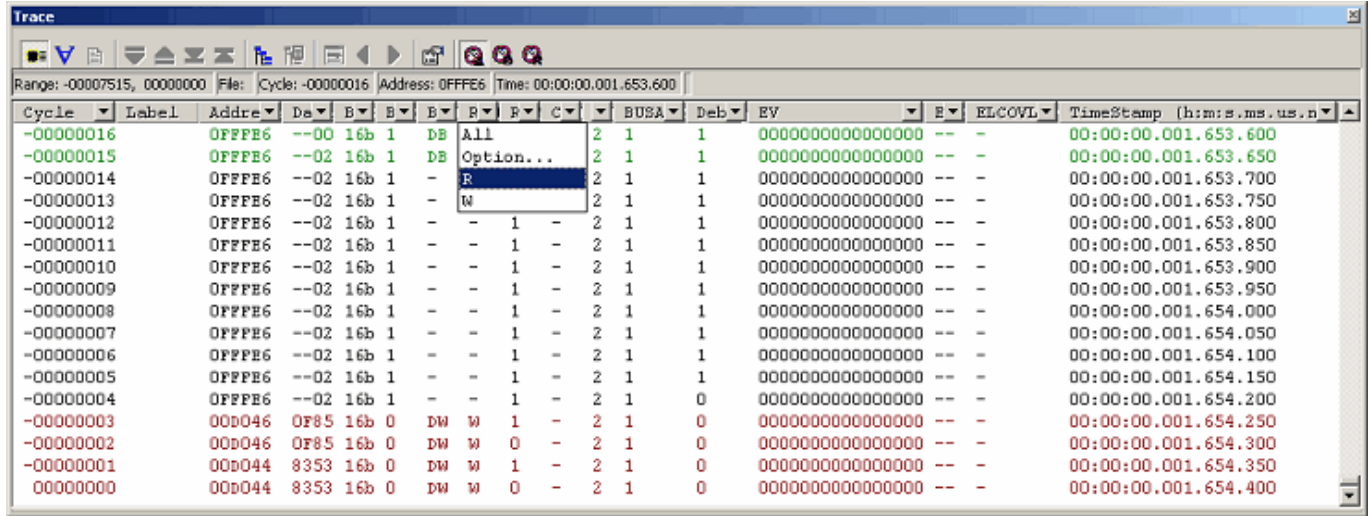 Trace
Range: -00007515, 00000000 File: Cycle: -00000016 Address: 0FFFE6 Time: 00:00:00.001.653.600
Cycle Label Addre Da B B B R R C BUSA Deb EV E ELCOVL TimeStamp (h:m:s.ms.us.n
-00000016 0FFFE6 --00 16b 1 DB All 2 1 1 0000000000000000 -- - 00:00:00.001.653.600
-00000015 0FFFE6 --02 16b 1 DB Option... 2 1 1 0000000000000000 -- - 00:00:00.001.653.650
-00000014 0FFFE6 --02 16b 1 - R 2 1 1 0000000000000000 -- - 00:00:00.001.653.700
-00000013 0FFFE6 --02 16b 1 - W 2 1 1 0000000000000000 -- - 00:00:00.001.653.750
-00000012 0FFFE6 --02 16b 1 - - 1 - 2 1 1 0000000000000000 -- - 00:00:00.001.653.800
-00000011 0FFFE6 --02 16b 1 - - 1 - 2 1 1 0000000000000000 -- - 00:00:00.001.653.850
-00000010 0FFFE6 --02 16b 1 - - 1 - 2 1 1 0000000000000000 -- - 00:00:00.001.653.900
-00000009 0FFFE6 --02 16b 1 - - 1 - 2 1 1 0000000000000000 -- - 00:00:00.001.653.950
-00000008 0FFFE6 --02 16b 1 - - 1 - 2 1 1 0000000000000000 -- - 00:00:00.001.654.000
-00000007 0FFFE6 --02 16b 1 - - 1 - 2 1 1 0000000000000000 -- - 00:00:00.001.654.050
-00000006 0FFFE6 --02 16b 1 - - 1 - 2 1 1 0000000000000000 -- - 00:00:00.001.654.100
-00000005 0FFFE6 --02 16b 1 - - 1 - 2 1 1 0000000000000000 -- - 00:00:00.001.654.150
-00000004 0FFFE6 --02 16b 1 - - 1 - 2 1 0 0000000000000000 -- - 00:00:00.001.654.200
-00000003 00D046 0F85 16b 0 DW W 1 - 2 1 0 0000000000000000 -- - 00:00:00.001.654.250
-00000002 00D046 0F85 16b 0 DW W 0 - 2 1 0 0000000000000000 -- - 00:00:00.001.654.300
-00000001 00D044 8353 16b 0 DW W 1 - 2 1 0 0000000000000000 -- - 00:00:00.001.654.350
00000000 00D044 8353 16b 0 DW W 0 - 2 1 0 0000000000000000 -- - 00:00:00.001.654.400